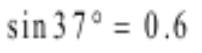 sin37° = 0.6